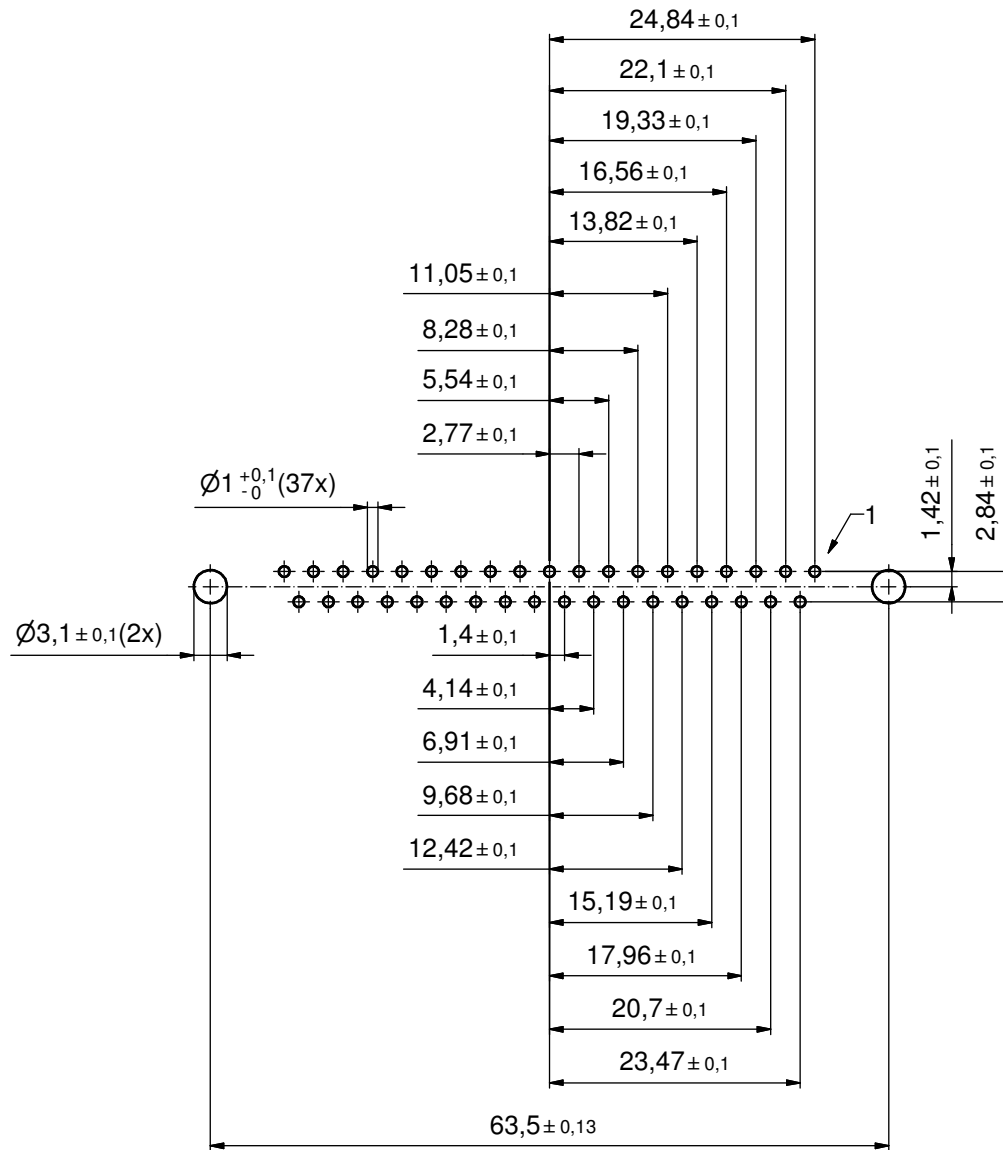 24,84 ± 0,1
22,1 ± 0,1
19,33 ± 0,1
16,56 ± 0,1
13,82 ± 0,1
11,05 ± 0,1
8,28 ± 0,1
5,54 ± 0,1
2,77 ± 0,1
Ø1 +0,1 -0 (37x)
1,42 ± 0,1
2,84 ± 0,1
1
Ø3,1 ± 0,1(2x)
1,4 ± 0,1
4,14 ± 0,1
6,91 ± 0,1
9,68 ± 0,1
12,42 ± 0,1
15,19 ± 0,1
17,96 ± 0,1
20,7 ± 0,1
23,47 ± 0,1
63,5 ± 0,13